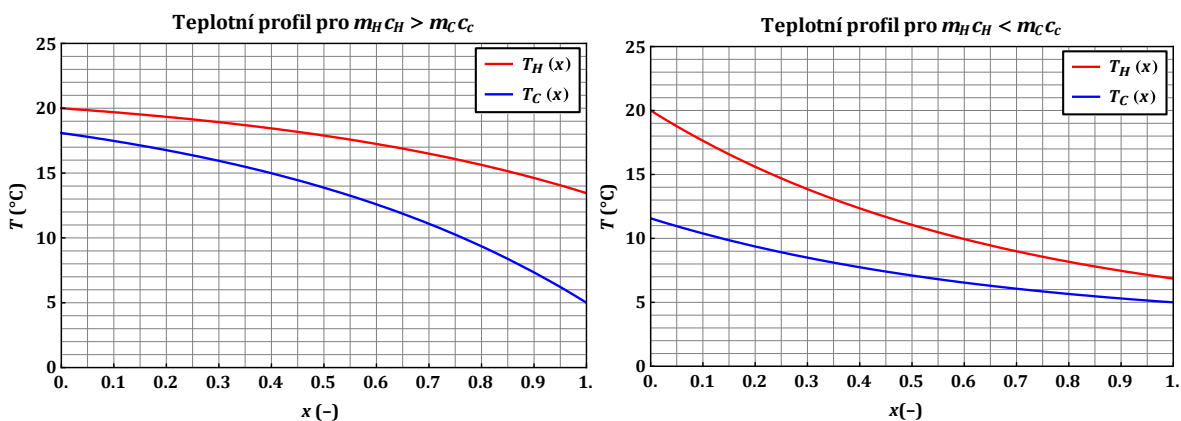 Teplotní profil pro m_H c_H > m_C c_c
25
20
15
10
5
0
T (°C)
T_H (x)
T_C (x)
0. 0.1 0.2 0.3 0.4 0.5 0.6 0.7 0.8 0.9 1.
x (–)
Teplotní profil pro m_H c_H < m_C c_c
25
20
15
10
5
0
T (°C)
T_H (x)
T_C (x)
0. 0.1 0.2 0.3 0.4 0.5 0.6 0.7 0.8 0.9 1.
x(–)